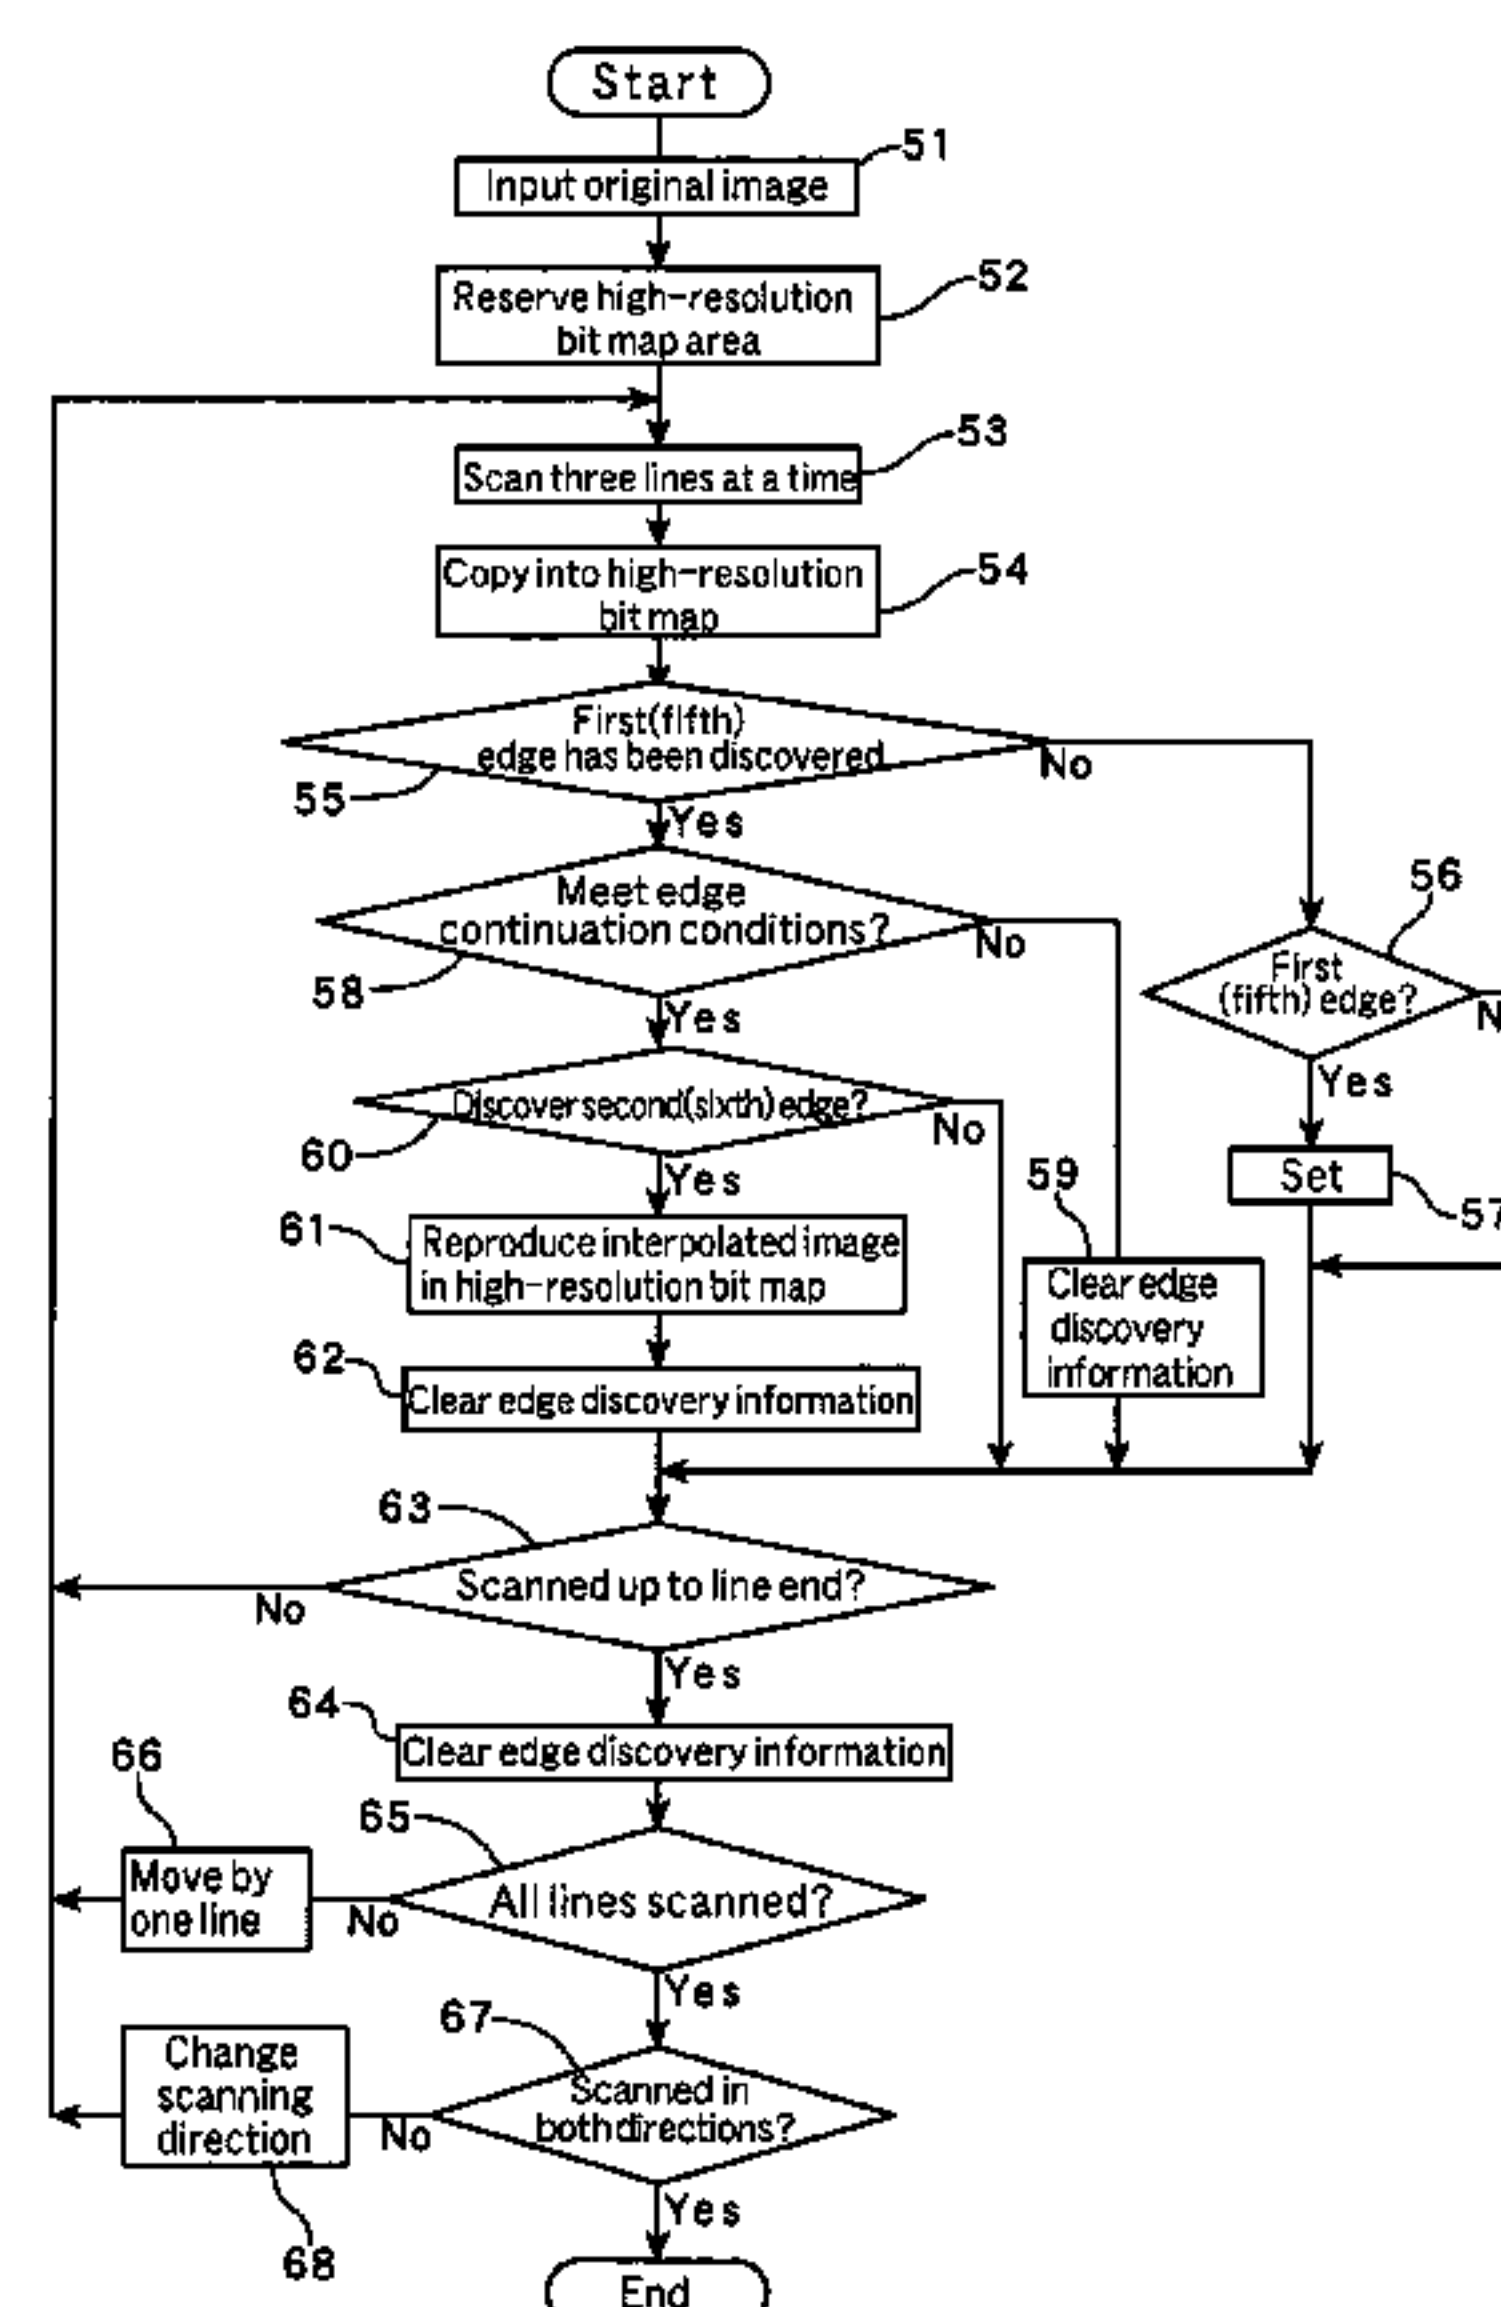 Start
51
Input original image
52
Reserve high-resolution
bit map area
53
Scan three lines at a time
54
Copy into high-resolution
bit map
First(fifth)
edge has been discovered
No
55
Yes
56
Meet edge
continuation conditions?
No
58
First
(fifth) edge?
N
Yes
Yes
Discover second(sixth) edge?
No
60
59
Set
57
Yes
61
Reproduce interpolated image
in high-resolution bit map
Clear edge
discovery
information
62
Clear edge discovery information
63
Scanned up to line end?
No
Yes
64
Clear edge discovery information
66
65
Move by
one line
No
All lines scanned?
Yes
67
Change
scanning
direction
No
Scanned in
both directions?
68
Yes
End